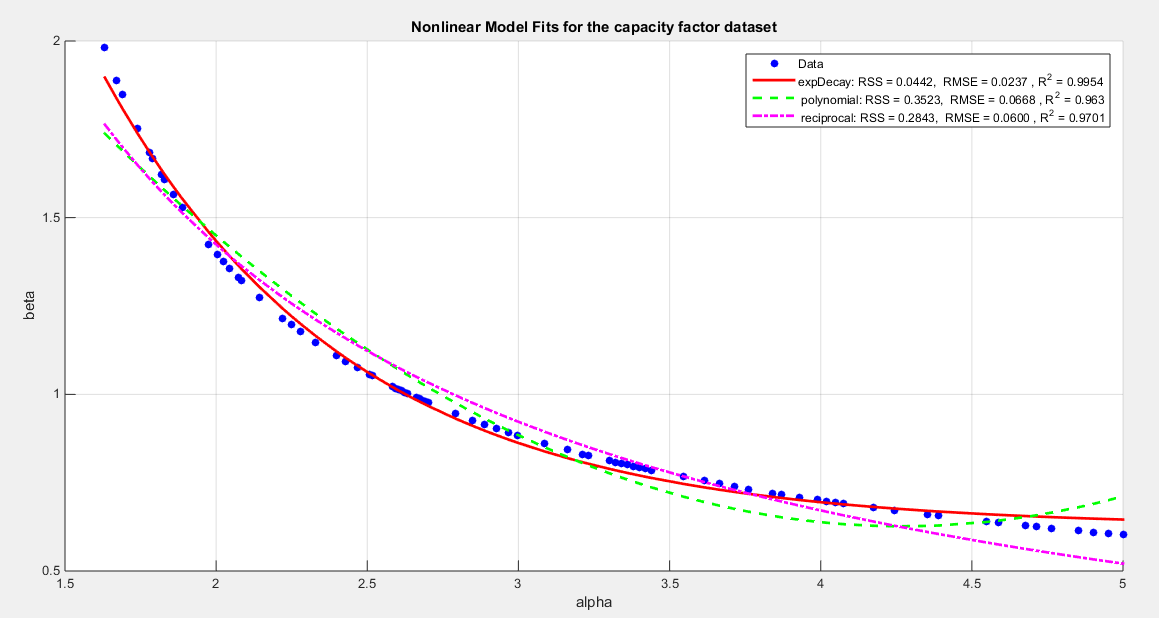 Nonlinear Model Fits for the capacity factor dataset
2
Data
expDecay: RSS = 0.0442, RMSE = 0.0237 , R² = 0.9954
polynomial: RSS = 0.3523, RMSE = 0.0668 , R² = 0.963
reciprocal: RSS = 0.2843, RMSE = 0.0600 , R² = 0.9701
1.5
beta
1
0.5
1.5 2 2.5 3 3.5 4 4.5 5
alpha